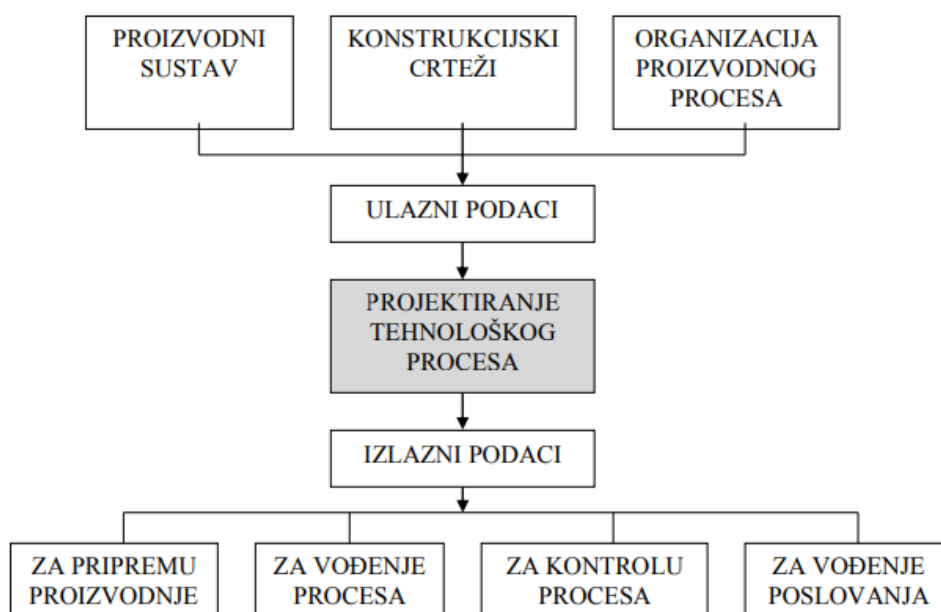 PROIZVODNI
SUSTAV
KONSTRUKCIJSKI
CRTEŽI
ORGANIZACIJA
PROIZVODNOG
PROCESA
ULAZNI PODACI
PROJEKTIRANJE
TEHNOLOŠKOG
PROCESA
IZLAZNI PODACI
ZA PRIPREMU
PROIZVODNJE
ZA VOĐENJE
PROCESA
ZA KONTROLU
PROCESA
ZA VOĐENJE
POSLOVANJA